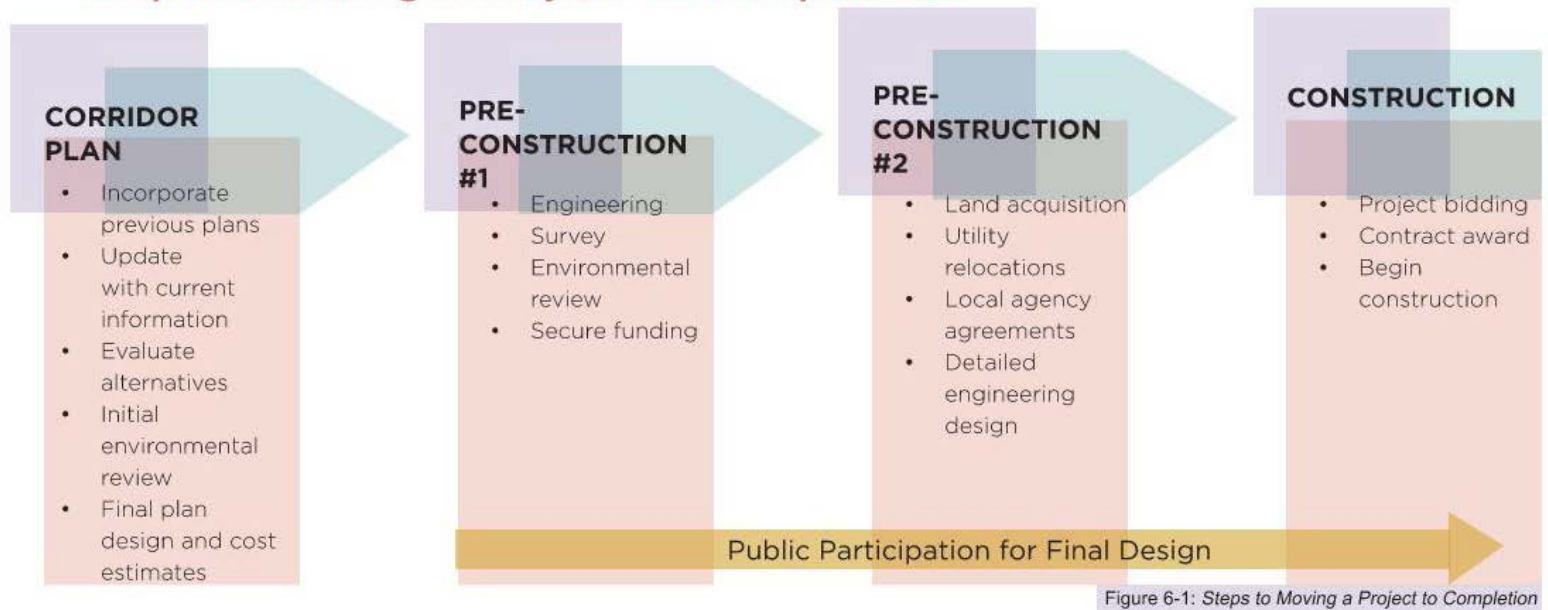 CORRIDOR
PLAN
• Incorporate
previous plans
• Update
with current
information
• Evaluate
alternatives
• Initial
environmental
review
• Final plan
design and cost
estimates
PRE-
CONSTRUCTION
#1
• Engineering
• Survey
• Environmental
review
• Secure funding
PRE-
CONSTRUCTION
#2
• Land acquisition
• Utility
relocations
• Local agency
agreements
• Detailed
engineering
design
CONSTRUCTION
• Project bidding
• Contract award
• Begin
construction
Public Participation for Final Design
Figure 6-1: Steps to Moving a Project to Completion